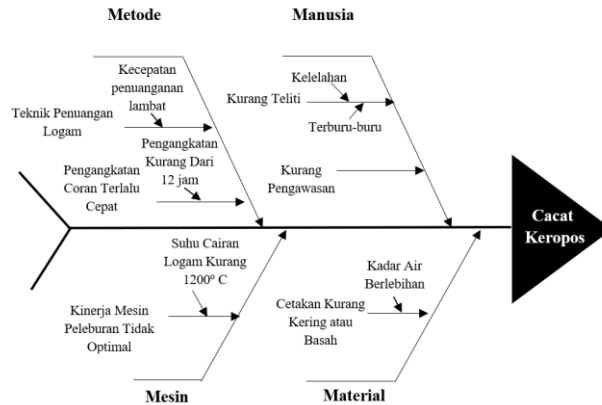 Metode
Manusia
Kecepatan
penuanganan
lambat
Teknik Penuangan
Logam
Pengangkatan
Kurang Dari
12 jam
Pengangkatan
Coran Terlalu
Cepat
Kelelahan
Kurang Teliti
Terburu-buru
Kurang
Pengawasan
Cacat
Keropos
Suhu Cairan
Logam Kurang
1200º C
Kinerja Mesin
Peleburan Tidak
Optimal
Kadar Air
Berlebihan
Cetakan Kurang
Kering atau
Basah
Mesin
Material